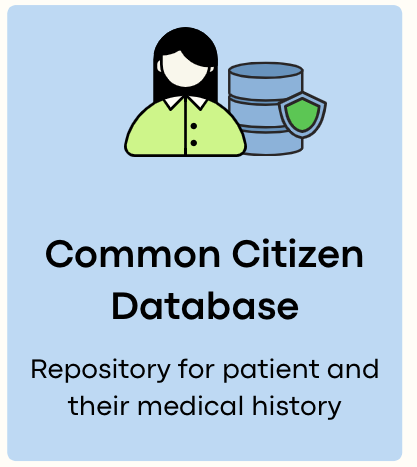 Common Citizen
Database
Repository for patient and
their medical history